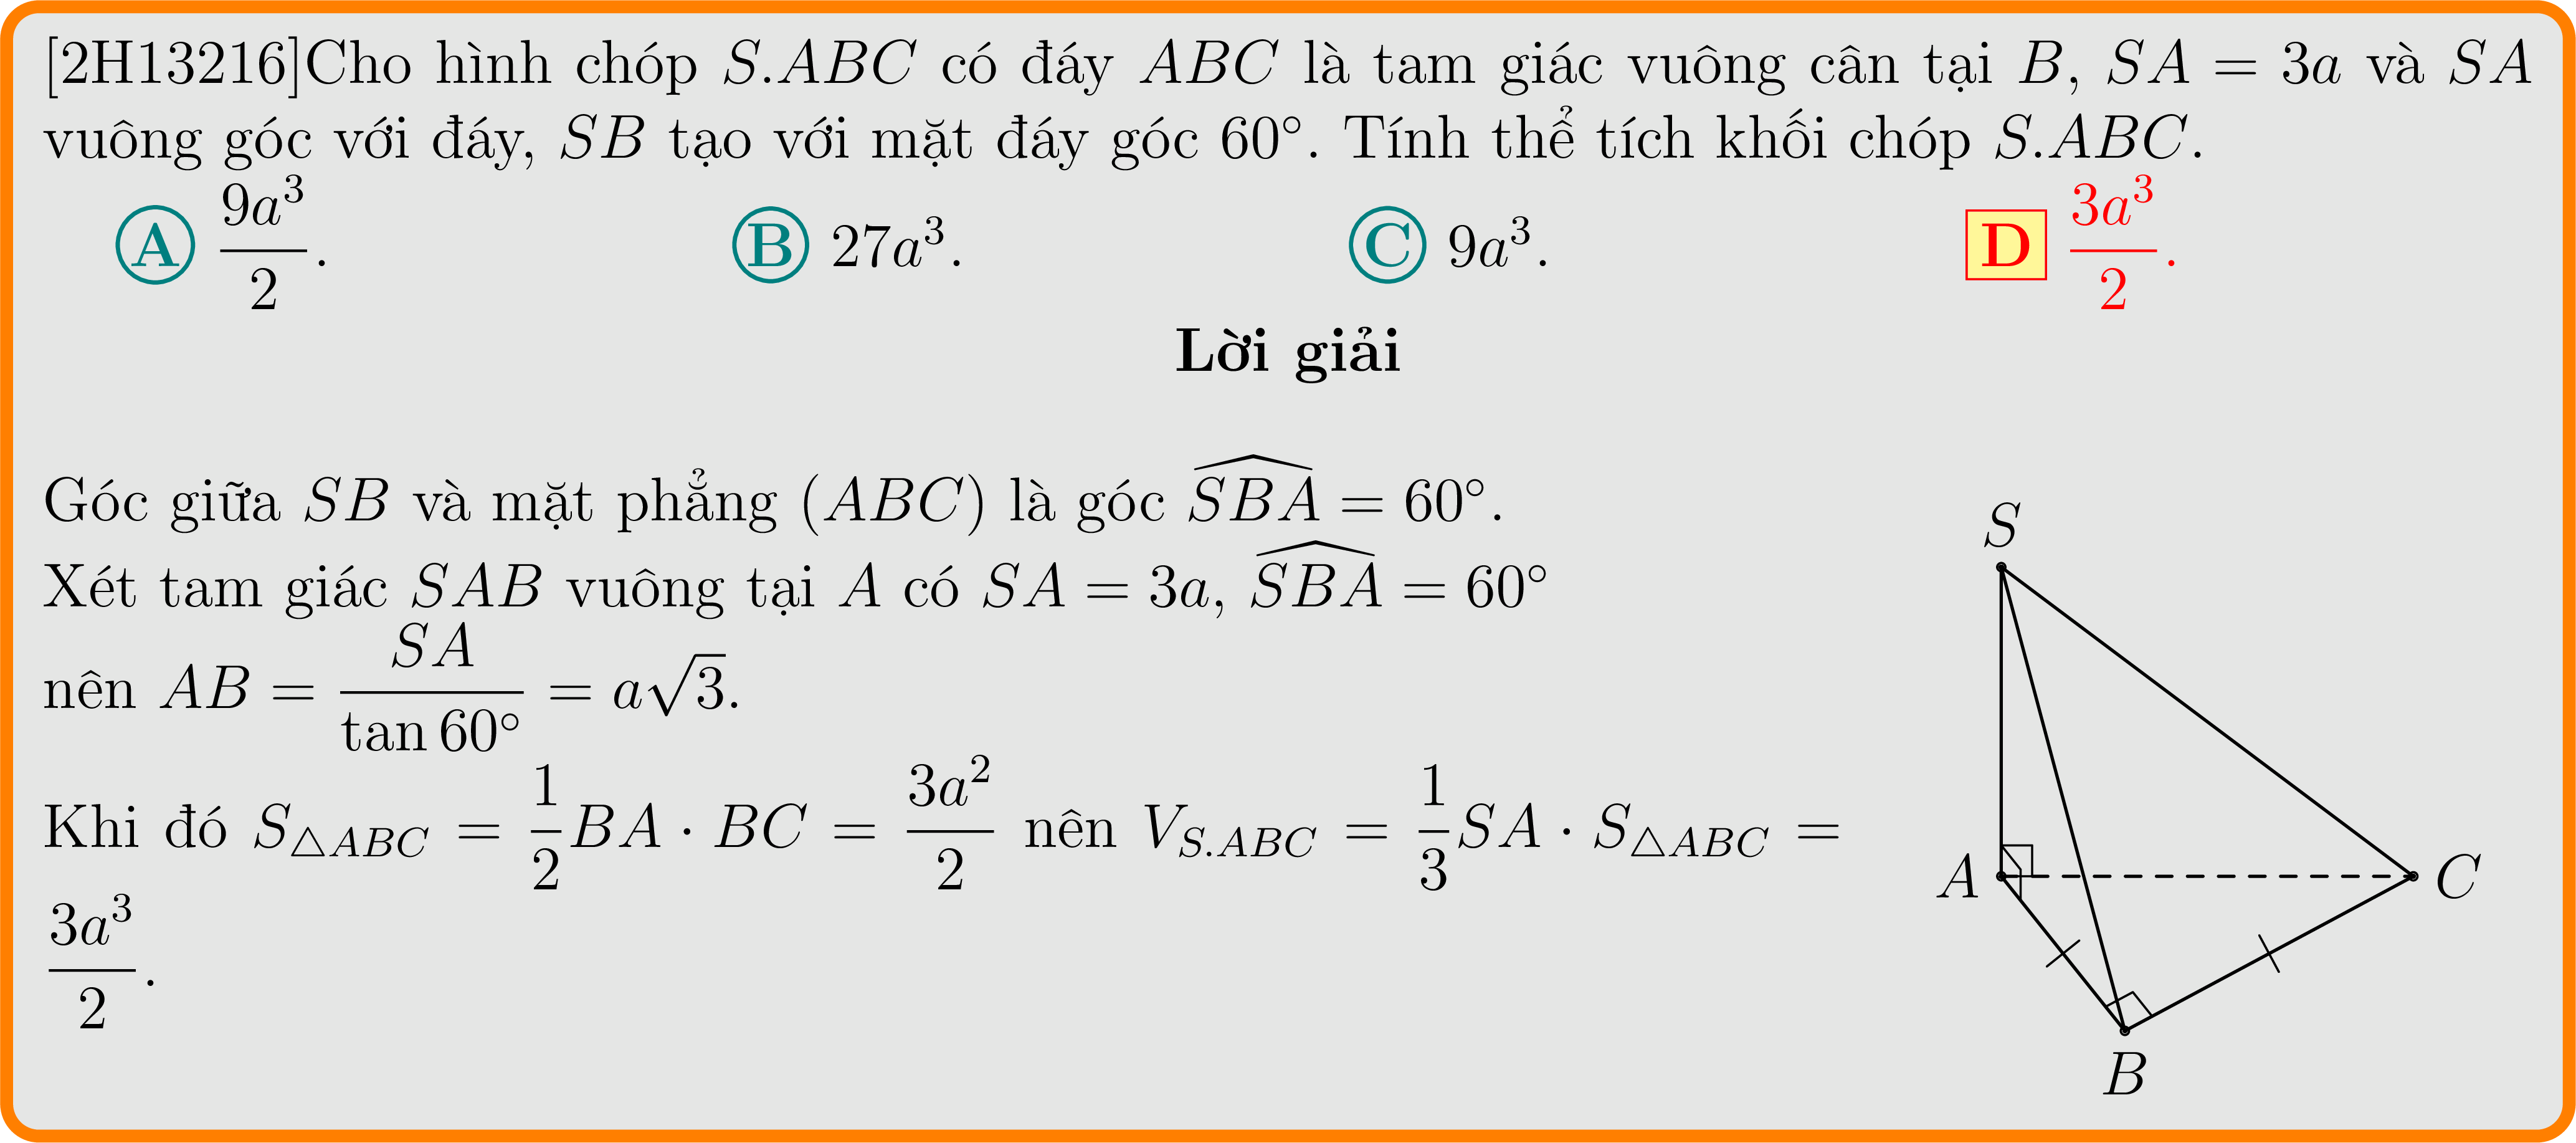 [2H13216]Cho hình chóp S.ABC có đáy ABC là tam giác vuông cân tại B, SA = 3a và SA
vuông góc với đáy, SB tạo với mặt đáy góc 60°. Tính thể tích khối chóp S.ABC.
A $\frac{9a^3}{2}$. B $27a^3$. C $9a^3$. D $\frac{3a^3}{2}$.
Lời giải
Góc giữa SB và mặt phẳng (ABC) là góc $\widehat{SBA}$ = 60°.
Xét tam giác SAB vuông tại A có SA = 3a, $\widehat{SBA}$ = 60°
nên $AB = \frac{SA}{\tan 60°} = a\sqrt{3}$.
Khi đó $S_{\triangle ABC} = \frac{1}{2}BA \cdot BC = \frac{3a^2}{2}$ nên $V_{S.ABC} = \frac{1}{3}SA \cdot S_{\triangle ABC} =$
$\frac{3a^3}{2}$.
S
A
C
B